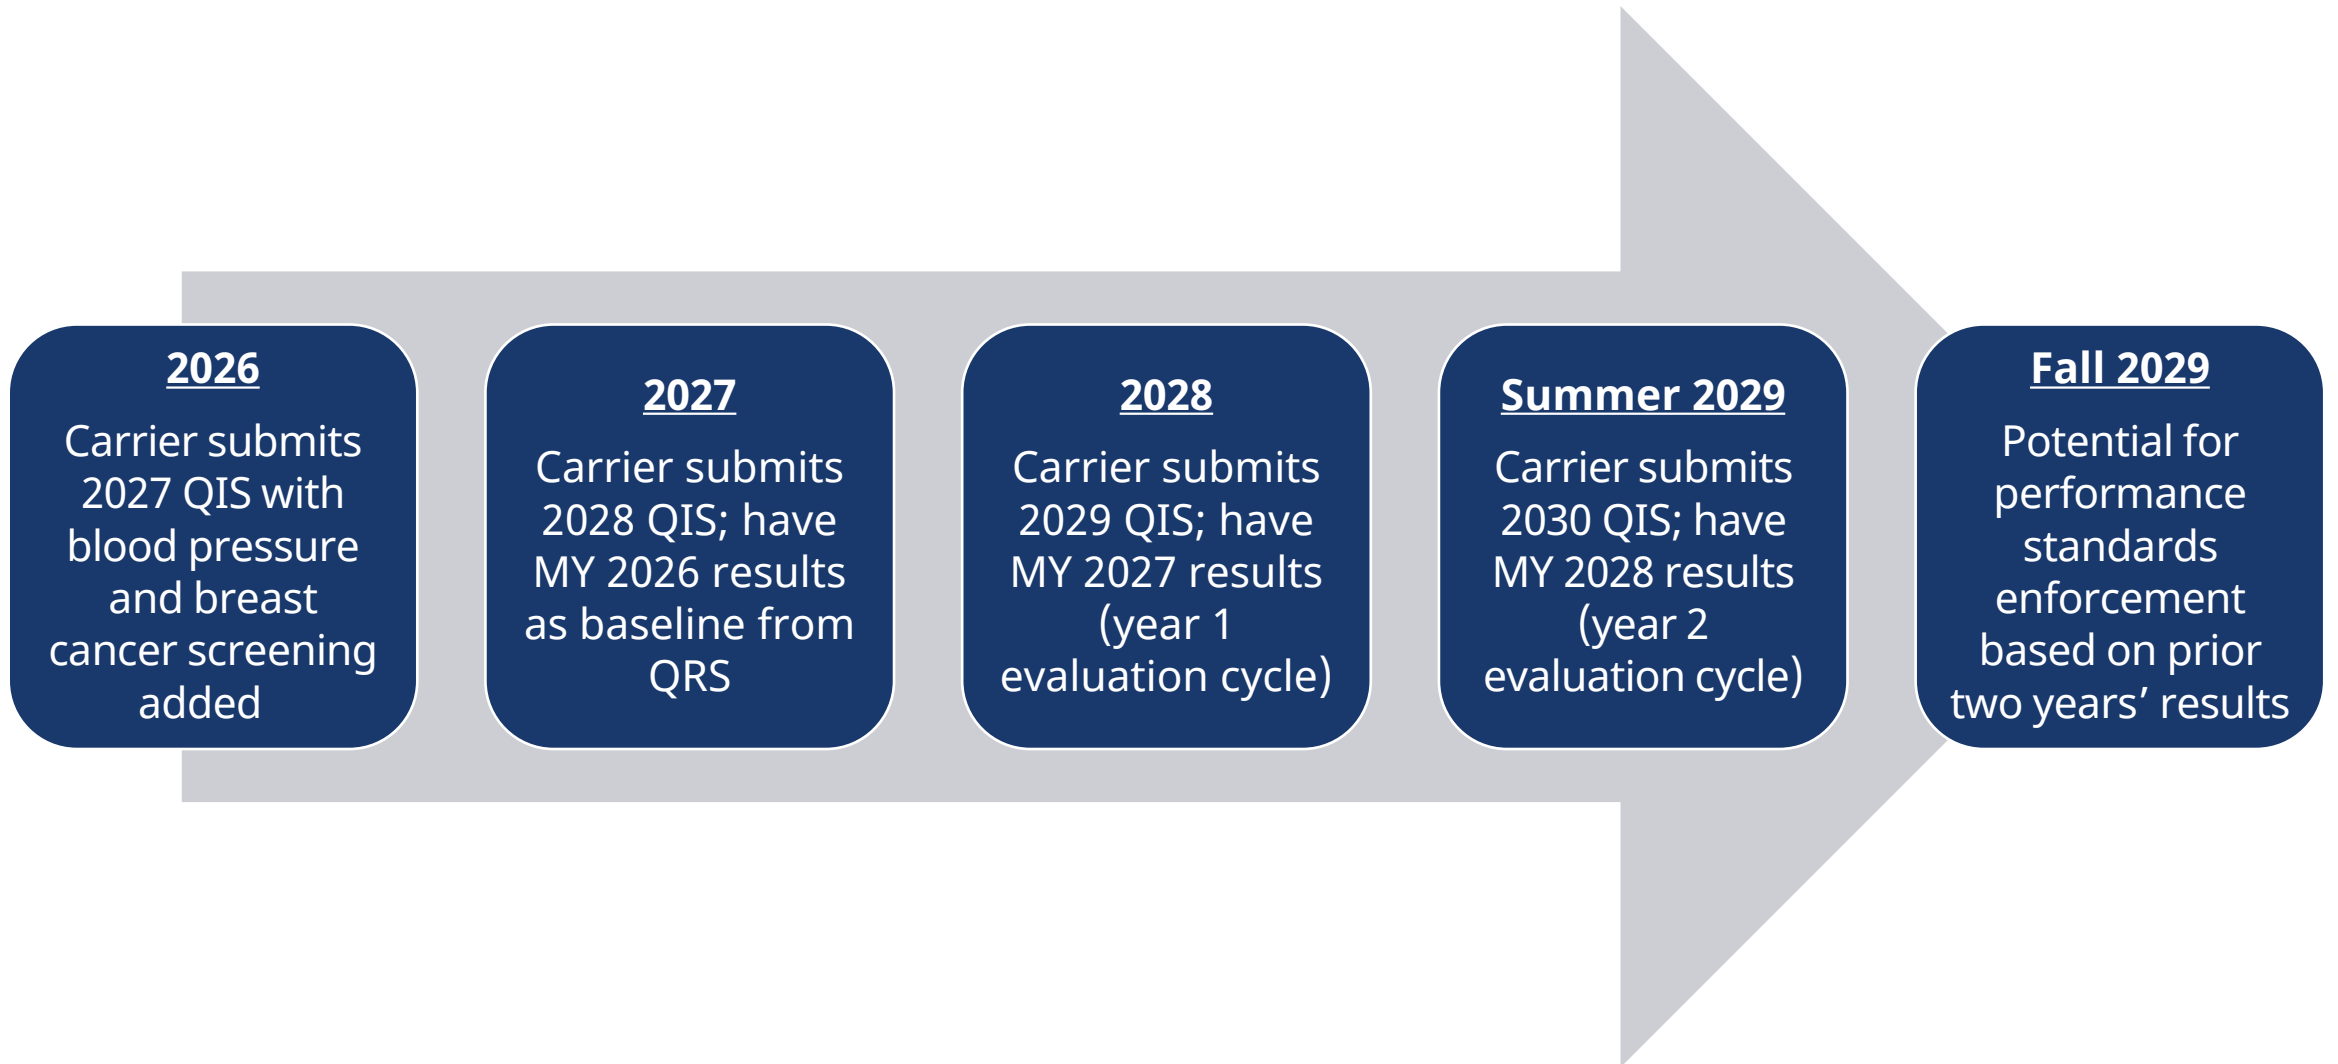 2026
Carrier submits
2027 QIS with
blood pressure
and breast
cancer screening
added
2027
Carrier submits
2028 QIS; have
MY 2026 results
as baseline from
QRS
2028
Carrier submits
2029 QIS; have
MY 2027 results
(year 1
evaluation cycle)
Summer 2029
Carrier submits
2030 QIS; have
MY 2028 results
(year 2
evaluation cycle)
Fall 2029
Potential for
performance
standards
enforcement
based on prior
two years’ results